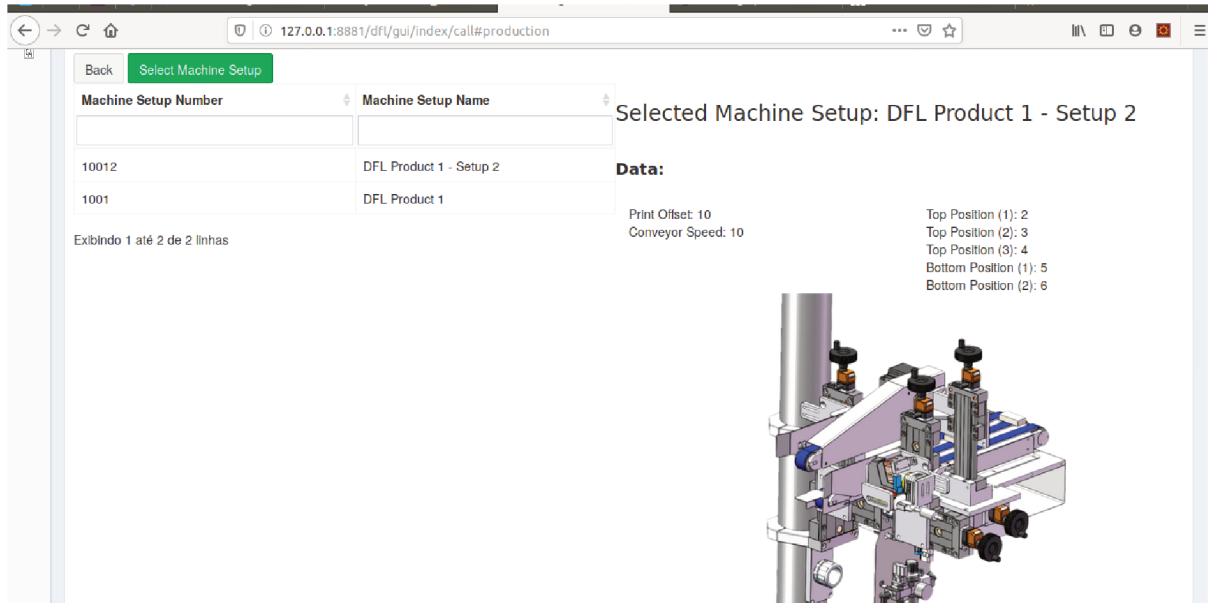 127.0.0.1:8881/dfl/gui/index/call#production
Back
Select Machine Setup
Machine Setup Number
Machine Setup Name
10012
DFL Product 1 - Setup 2
1001
DFL Product 1
Exibindo 1 até 2 de 2 linhas
Selected Machine Setup: DFL Product 1 - Setup 2
Data:
Print Offset: 10
Conveyor Speed: 10
Top Position (1): 2
Top Position (2): 3
Top Position (3): 4
Bottom Position (1): 5
Bottom Position (2): 6